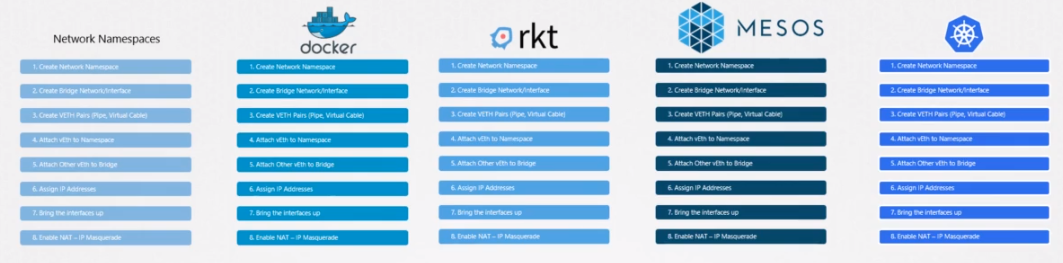 Network Namespaces
1. Create Network Namespace
2. Create Bridge Network/Interface
3. Create VETH Pairs (Pipe, Virtual Cable)
4. Attach vEth to Namespace
5. Attach Other vEth to Bridge
6. Assign IP Addresses
7. Bring the interfaces up
8. Enable NAT – IP Masquerade
docker
1. Create Network Namespace
2. Create Bridge Network/Interface
3. Create VETH Pairs (Pipe, Virtual Cable)
4. Attach vEth to Namespace
5. Attach Other vEth to Bridge
6. Assign IP Addresses
7. Bring the interfaces up
8. Enable NAT – IP Masquerade
rkt
1. Create Network Namespace
2. Create Bridge Network/Interface
3. Create VETH Pairs (Pipe, Virtual Cable)
4. Attach vEth to Namespace
5. Attach Other vEth to Bridge
6. Assign IP Addresses
7. Bring the interfaces up
8. Enable NAT – IP Masquerade
MESOS
1. Create Network Namespace
2. Create Bridge Network/Interface
3. Create VETH Pairs (Pipe, Virtual Cable)
4. Attach vEth to Namespace
5. Attach Other vEth to Bridge
6. Assign IP Addresses
7. Bring the interfaces up
8. Enable NAT – IP Masquerade
1. Create Network Namespace
2. Create Bridge Network/Interface
3. Create VETH Pairs (Pipe, Virtual Cable)
4. Attach vEth to Namespace
5. Attach Other vEth to Bridge
6. Assign IP Addresses
7. Bring the interfaces up
8. Enable NAT – IP Masquerade